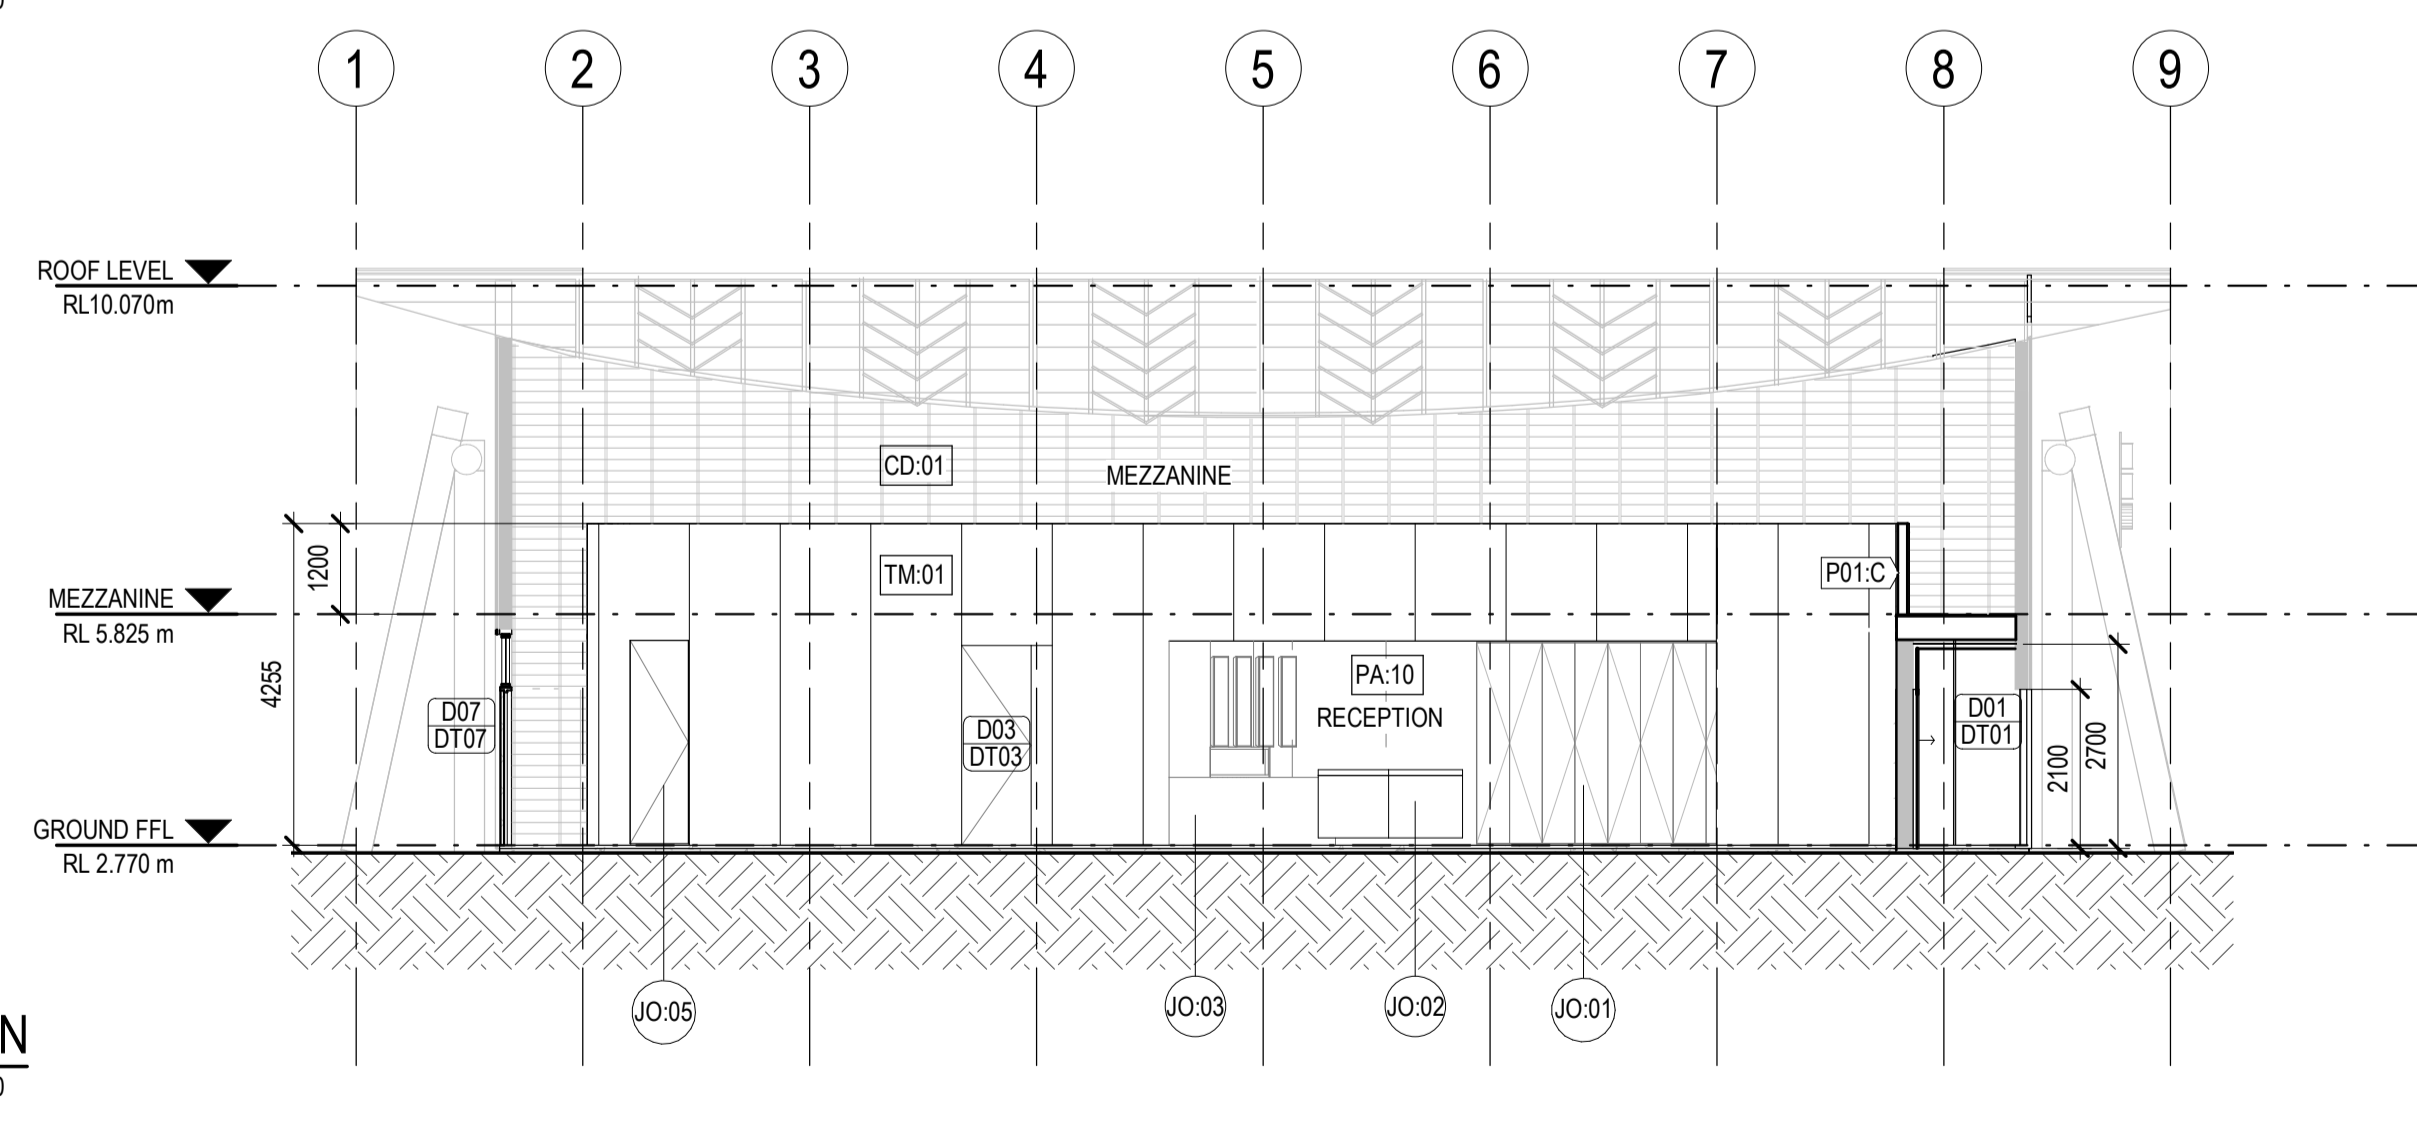 1
2
3
4
5
6
7
8
9
ROOF LEVEL
RL10.070m
CD:01
MEZZANINE
1200
TM:01
P01:C
MEZZANINE
RL 5.825 m
4255
PA:10
RECEPTION
D07
DT07
D03
DT03
D01
DT01
2100
2700
GROUND FFL
RL 2.770 m
JO:05
JO:03
JO:02
JO:01
N